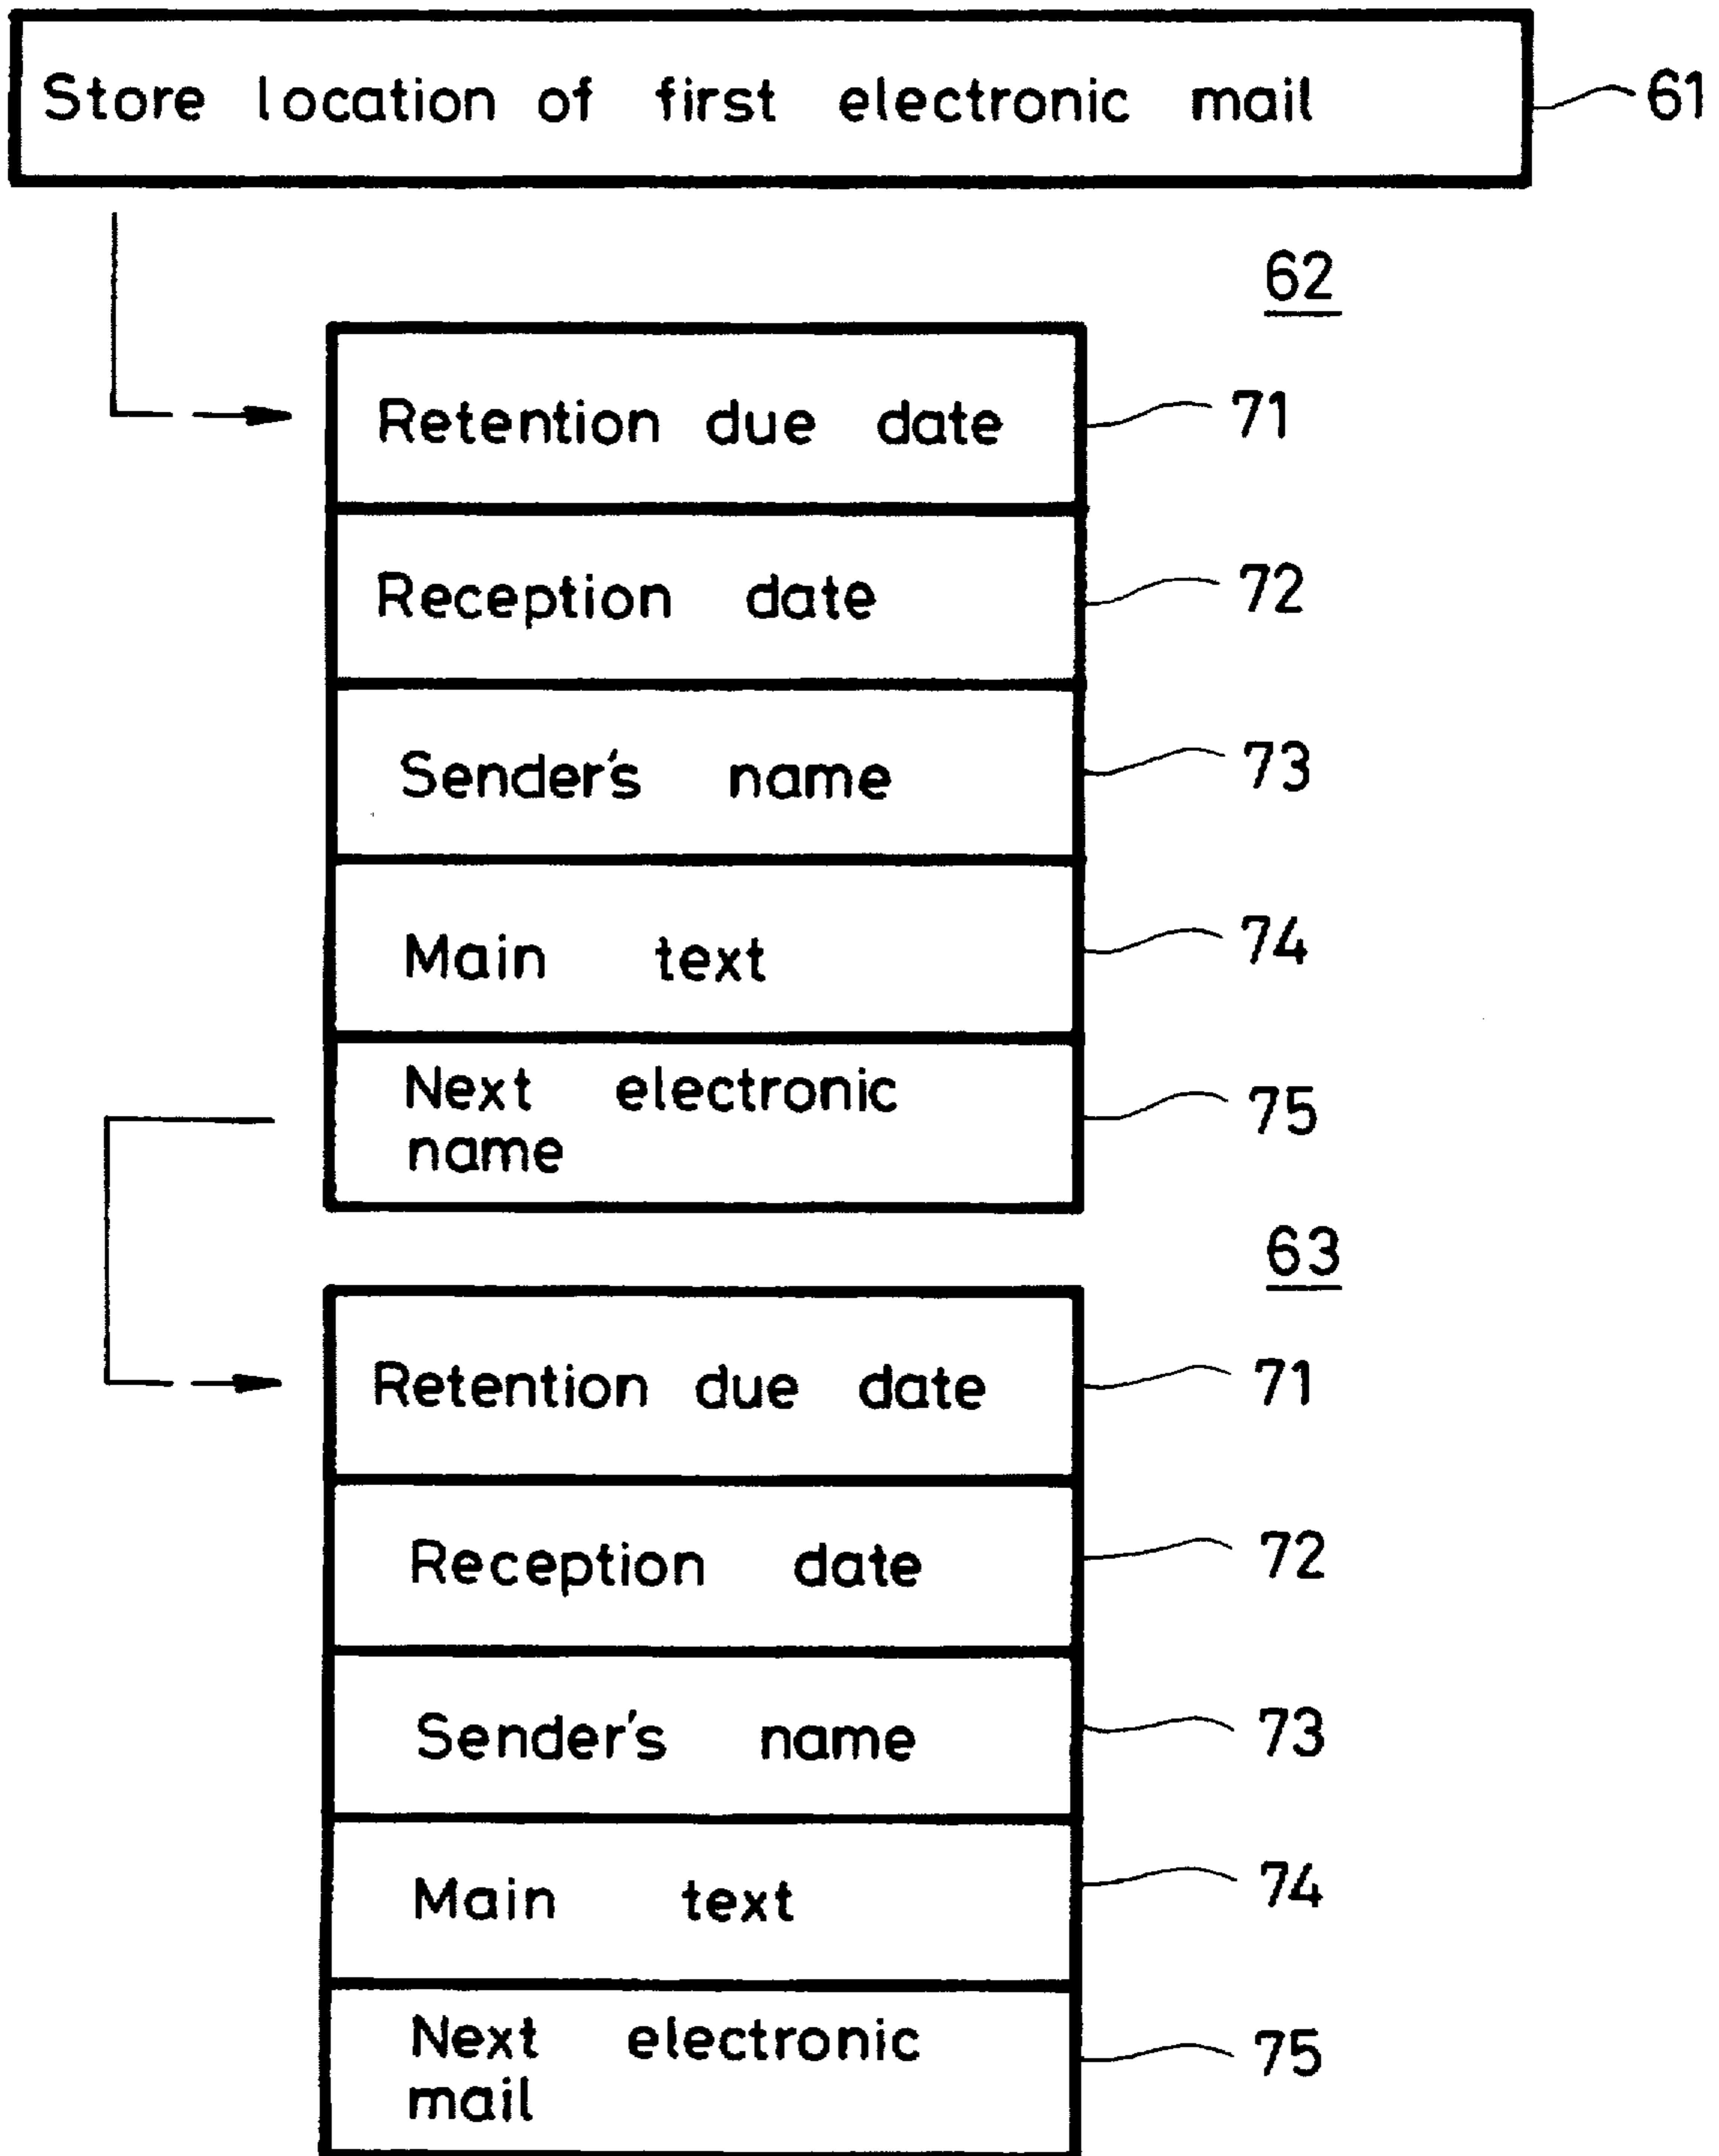 Store location of first electronic mail 61
62
Retention due date 71
Reception date 72
Sender's name 73
Main text 74
Next electronic
name 75
63
Retention due date 71
Reception date 72
Sender's name 73
Main text 74
Next electronic
mail 75